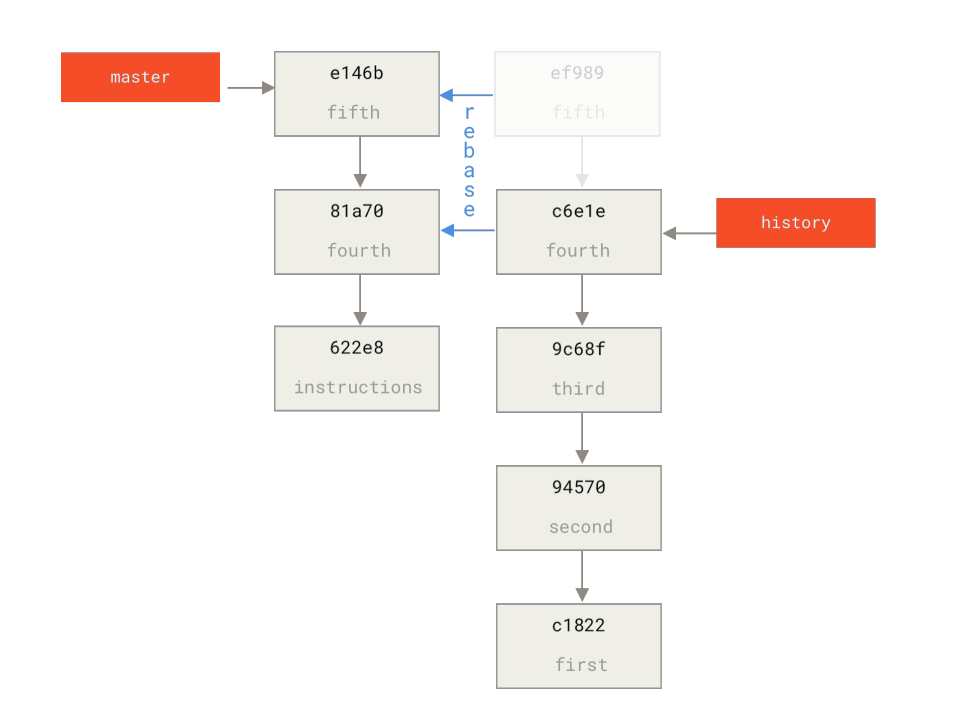 master
e146b
fifth
ef989
fifth
rebase
81a70
fourth
c6e1e
fourth
history
622e8
instructions
9c68f
third
94570
second
c1822
first